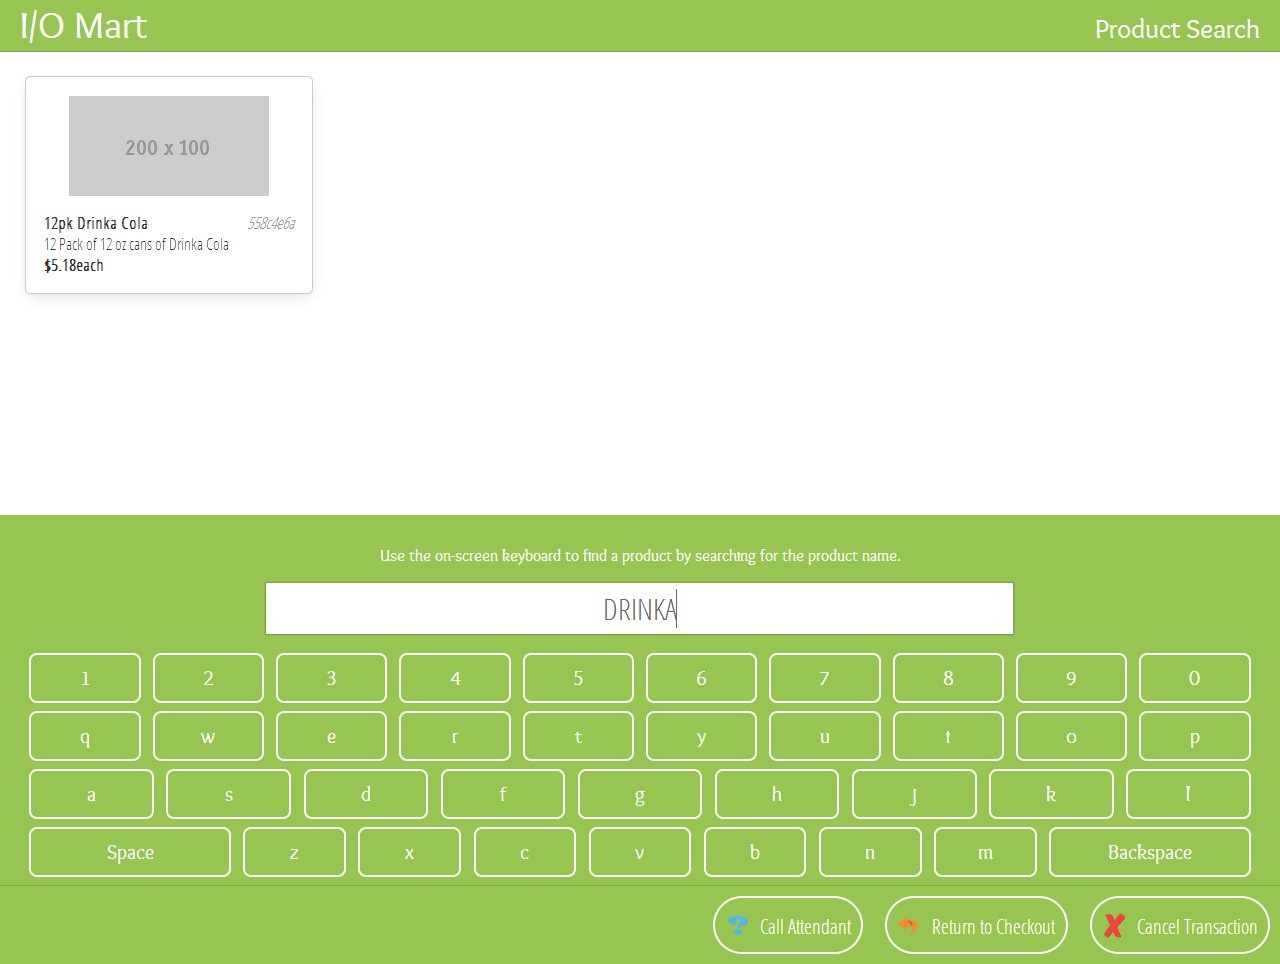 I/O Mart
Product Search
200 x 100
12pk Drinka Cola 558c4e6a
12 Pack of 12 oz cans of Drinka Cola
$5.18each
Use the on-screen keyboard to find a product by searching for the product name.
DRINKA
1 2 3 4 5 6 7 8 9 0
q w e r t y u i o p
a s d f g h j k l
Space z x c v b n m Backspace
? Call Attendant Return to Checkout Cancel Transaction